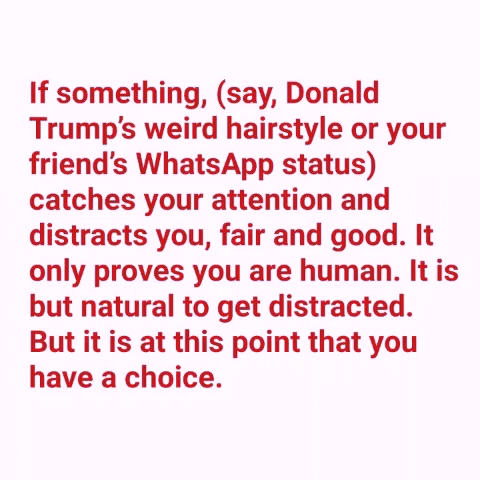 If something, (say, Donald
Trump’s weird hairstyle or your
friend’s WhatsApp status)
catches your attention and
distracts you, fair and good. It
only proves you are human. It is
but natural to get distracted.
But it is at this point that you
have a choice.